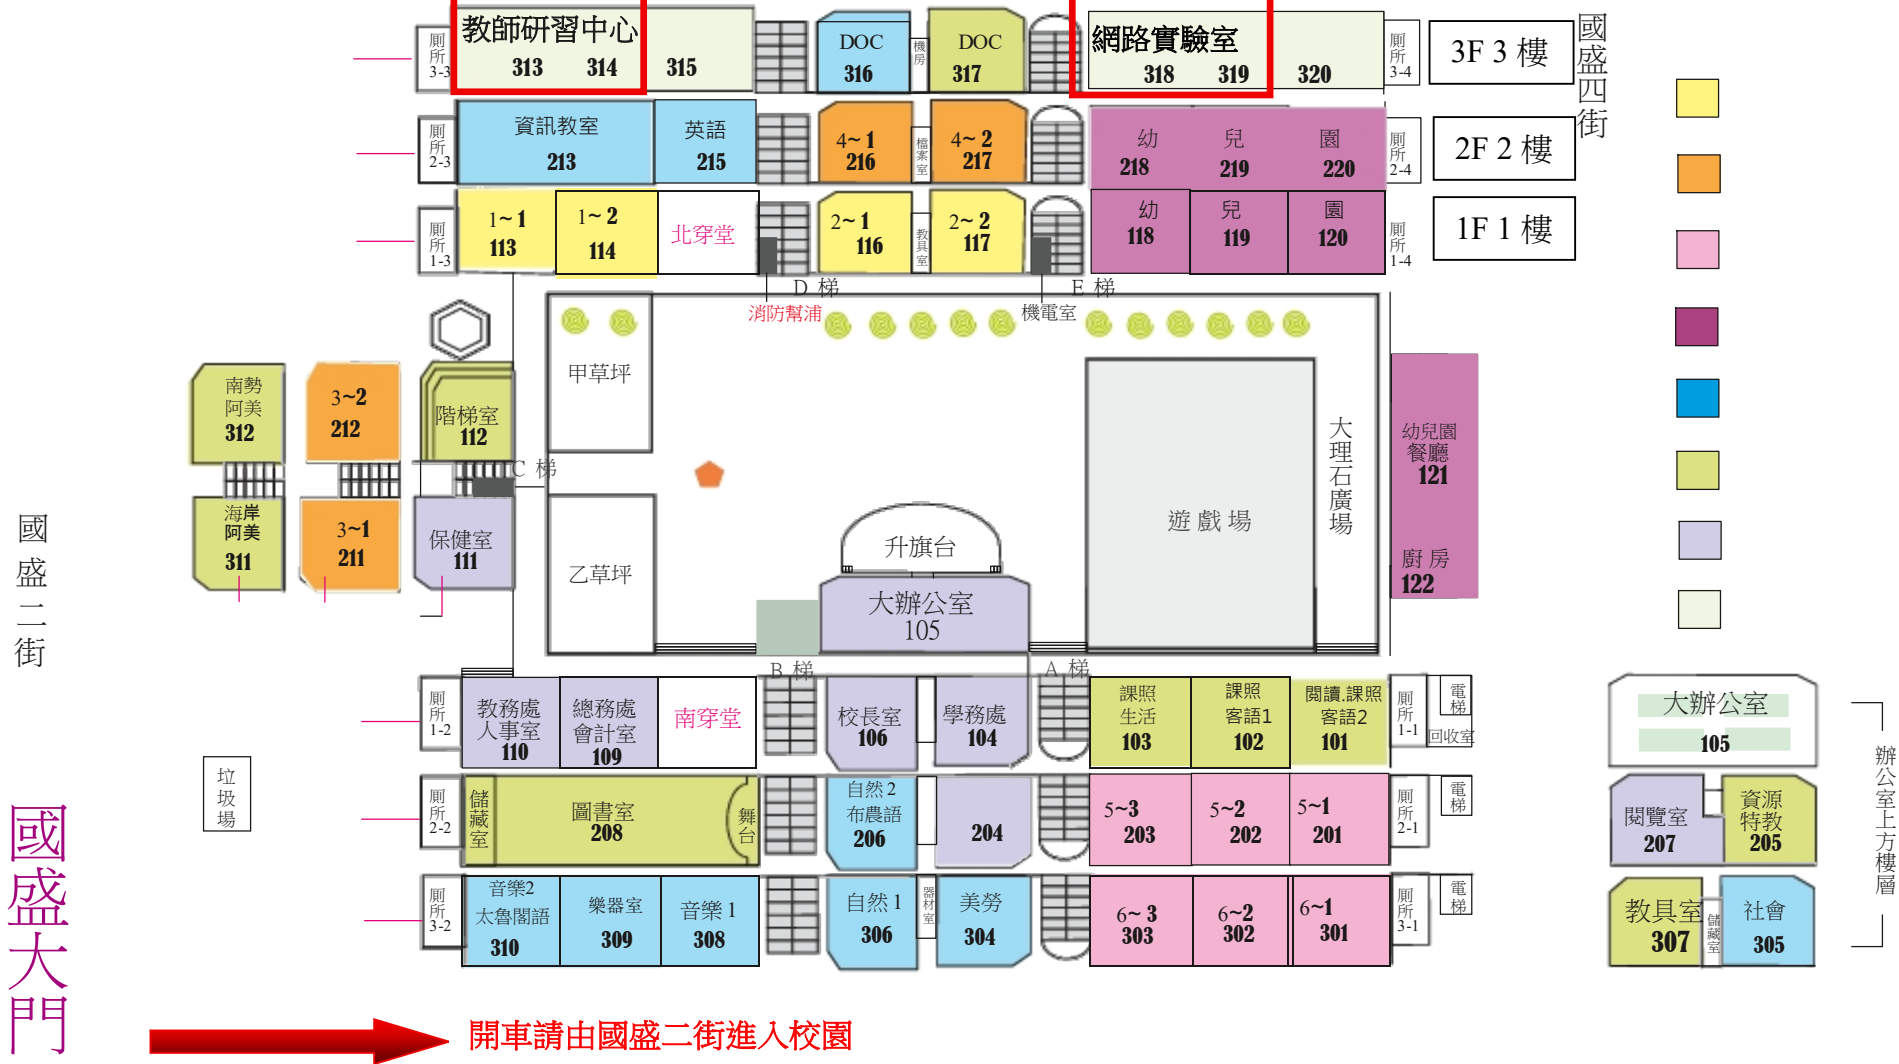 教師研習中心
313 314 315
廁所3-3
DOC
316
機房
DOC
317
網路實驗室
318 319 320
廁所3-4
3F 3 樓
國盛四街
廁所2-3
資訊教室
213
英語
215
4~1
216
檔案室
4~2
217
幼 兒 園
218 219 220
廁所2-4
2F 2 樓
廁所1-3
1~1
113
1~2
114
北穿堂
2~1
116
教具室
2~2
117
幼 兒 園
118 119 120
廁所1-4
1F 1 樓
D 梯
E 梯
消防幫浦
機電室
甲草坪
南勢
阿美
312
3~2
212
階梯室
112
C 梯
海岸
阿美
311
3~1
211
保健室
111
乙草坪
升旗台
大辦公室
105
遊戲場
大理石廣場
幼兒園
餐廳
121
廚房
122
國盛二街
B 梯
A 梯
廁所1-2
教務處
人事室
110
總務處
會計室
109
南穿堂
校長室
106
學務處
104
課照
生活
103
課照
客語1
102
閱讀.課照
客語2
101
廁所1-1
電梯
回收室
大辦公室
105
垃圾場
廁所2-2
儲藏室
圖書室
208
舞台
自然 2
布農語
206
204
5~3
203
5~2
202
5~1
201
廁所2-1
電梯
閱覽室
207
資源
特教
205
辦公室上方樓層
廁所3-2
音樂2
太魯閣語
310
樂器室
309
音樂 1
308
自然 1
306
器材室
美勞
304
6~3
303
6~2
302
6~1
301
廁所3-1
電梯
教具室
307
儲藏室
社會
305
國盛大門
開車請由國盛二街進入校園